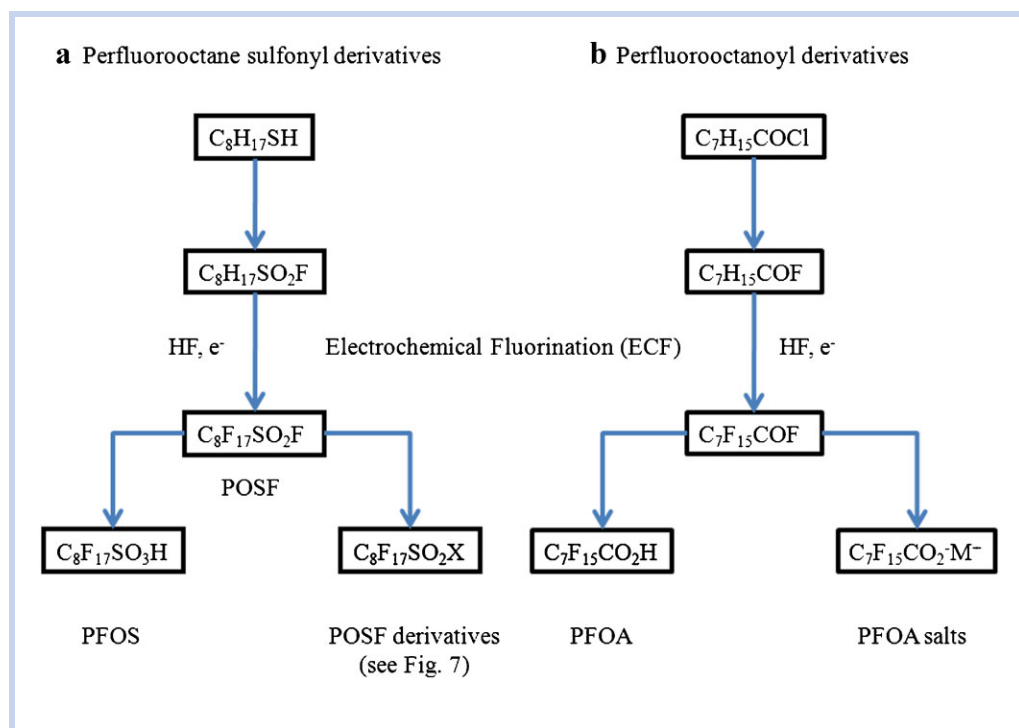 a Perfluorooctane sulfonyl derivatives
b Perfluorooctanoyl derivatives
C₈H₁₇SH
C₇H₁₅COCl
C₈H₁₇SO₂F
C₇H₁₅COF
HF, e⁻
Electrochemical Fluorination (ECF)
HF, e⁻
C₈F₁₇SO₂F
C₇F₁₅COF
POSF
C₈F₁₇SO₃H
C₈F₁₇SO₂X
C₇F₁₅CO₂H
C₇F₁₅CO₂⁻M⁺
PFOS
POSF derivatives
(see Fig. 7)
PFOA
PFOA salts